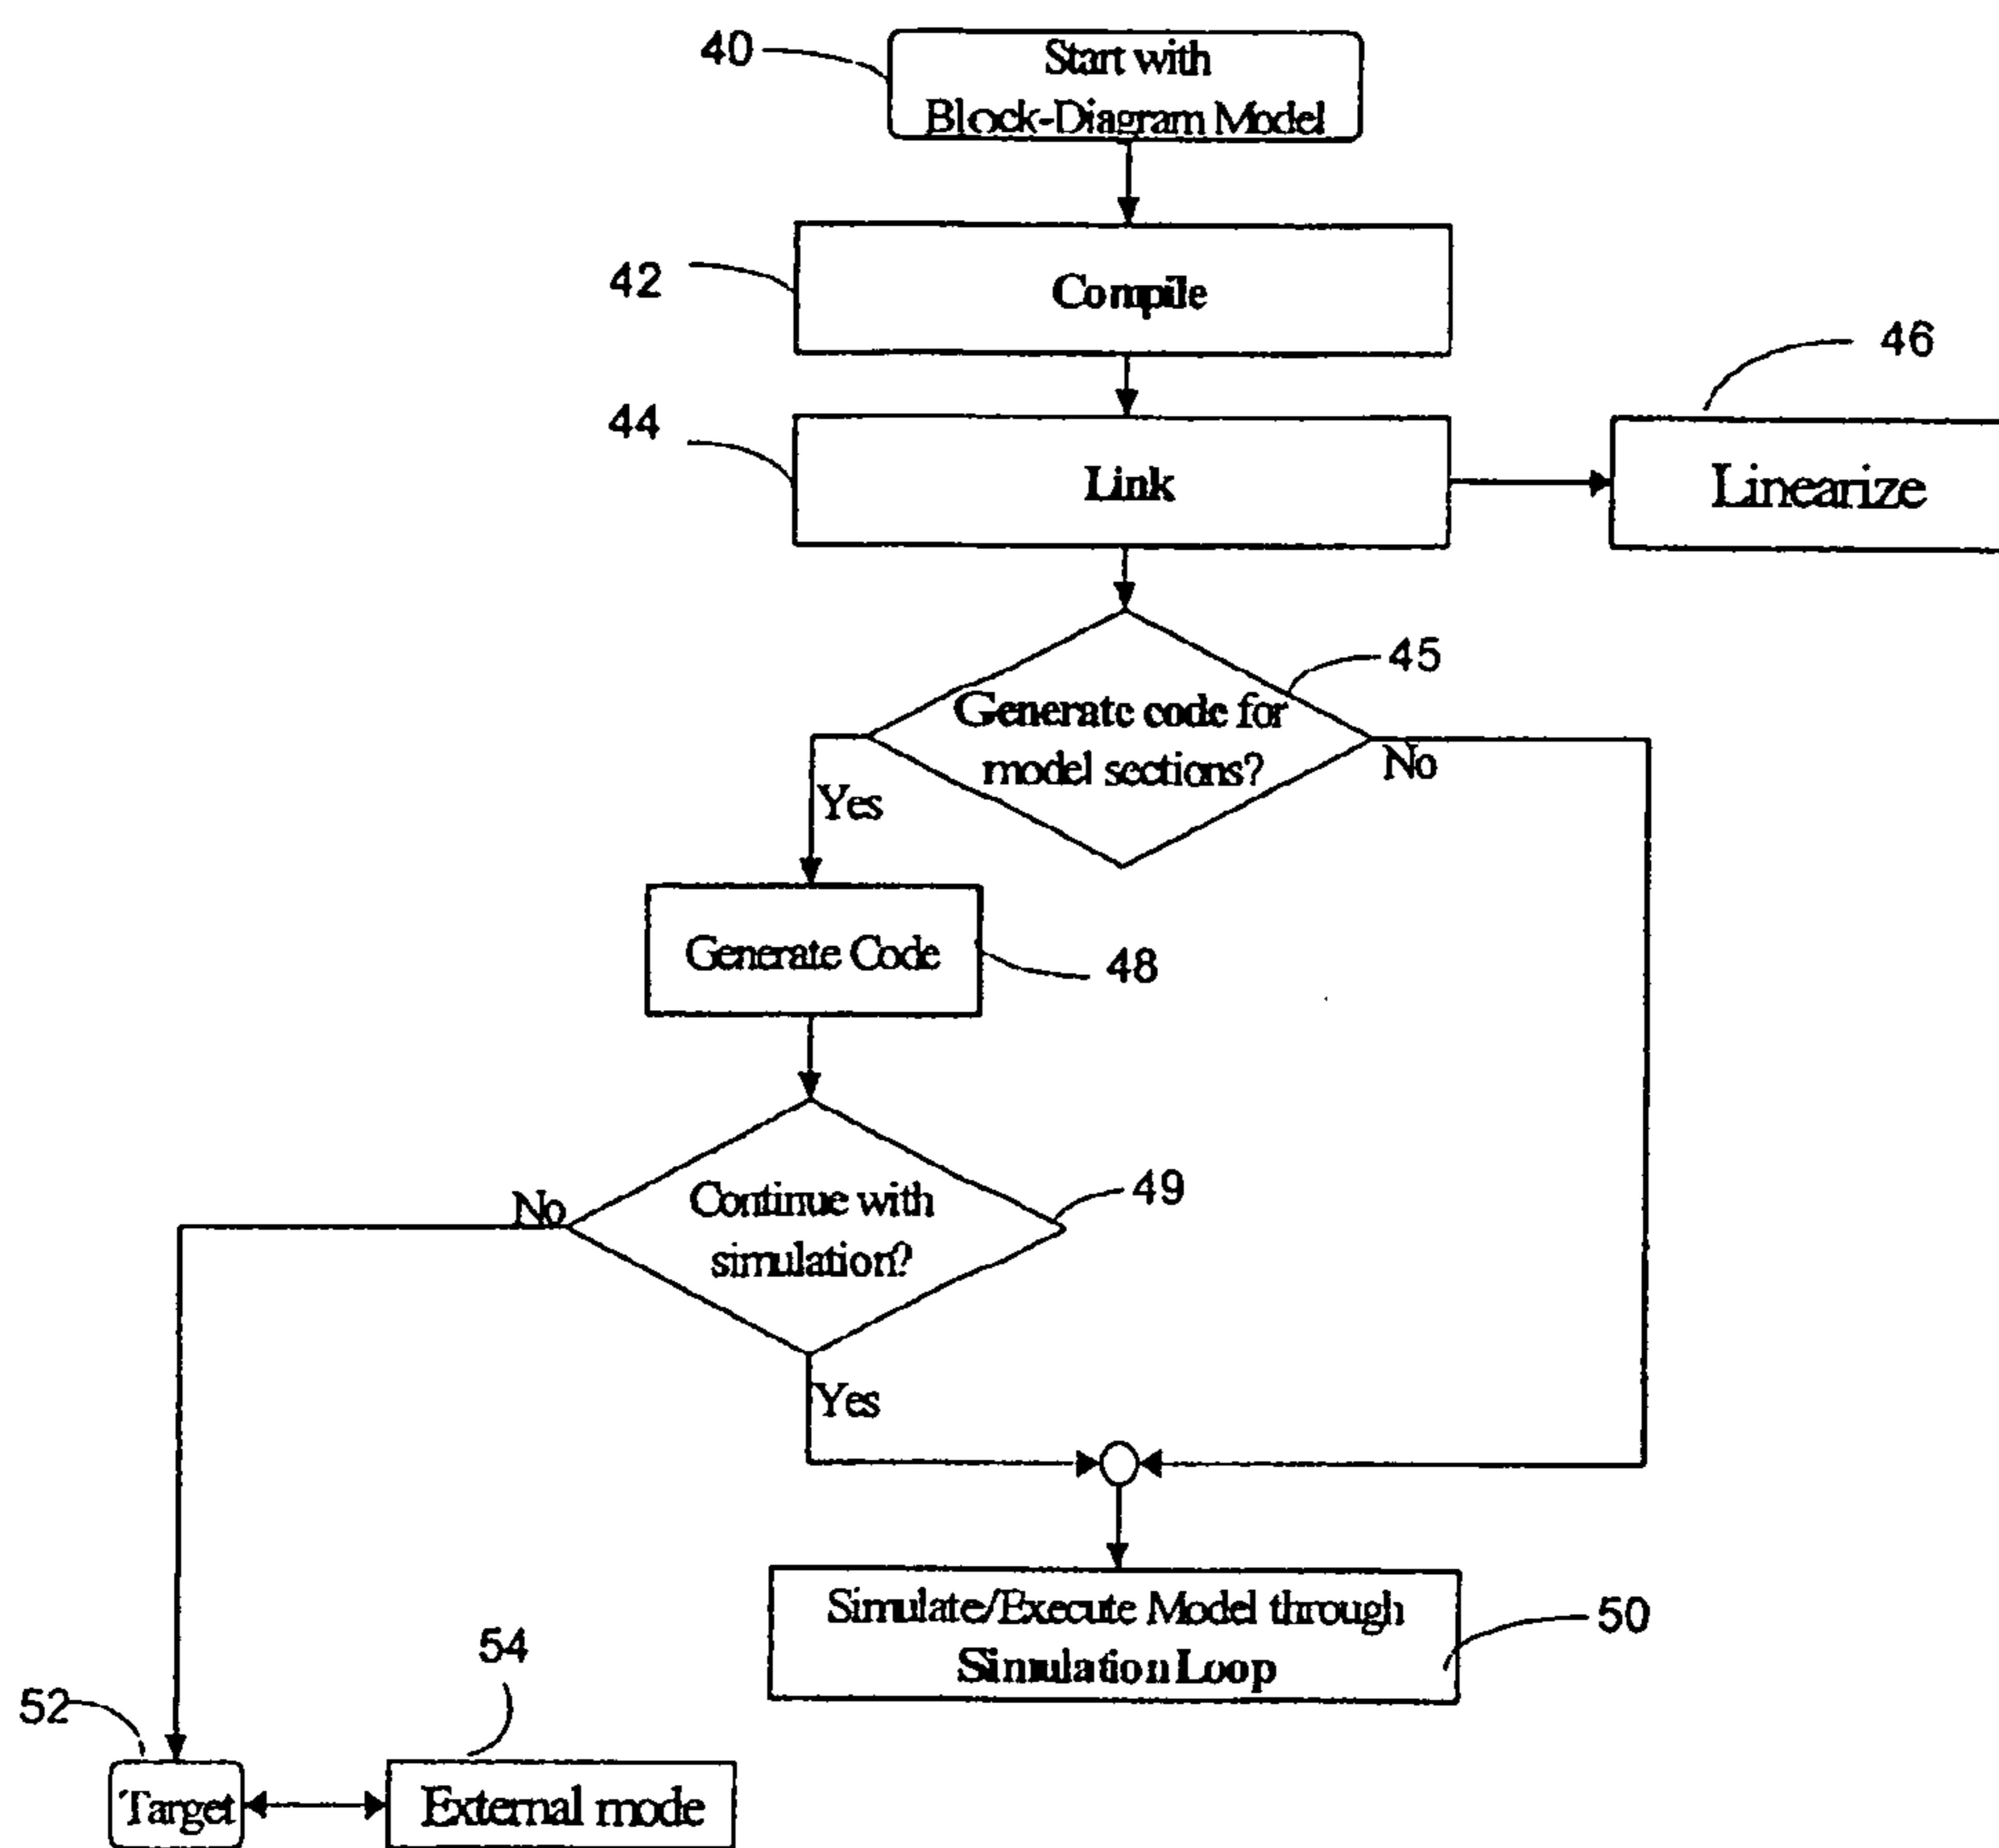 40
Start with
Block-Diagram Model
42
Compile
46
44
Link
Linearize
45
Generate code for
model sections?
No
Yes
Generate Code
48
49
No
Continue with
simulation?
Yes
Simulate/Execute Model through
Simulation Loop
50
54
52
Target
External mode